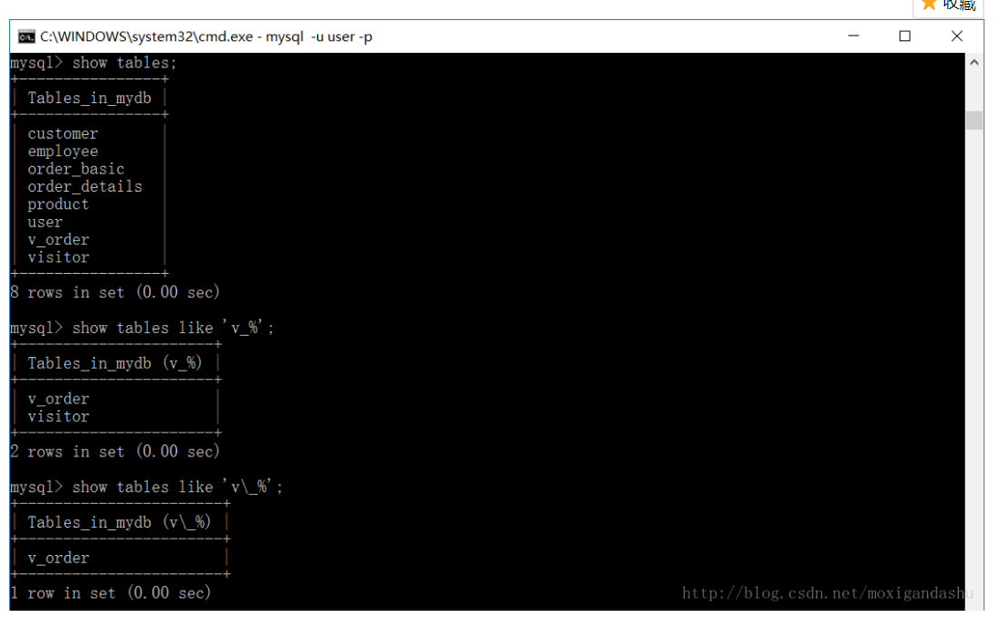 收藏
C:\WINDOWS\system32\cmd.exe - mysql  -u user -p
mysql> show tables;
+----------------+
| Tables_in_mydb |
+----------------+
| customer       |
| employee       |
| order_basic    |
| order_details  |
| product        |
| user           |
| v_order        |
| visitor        |
+----------------+
8 rows in set (0.00 sec)
mysql> show tables like 'v_%';
+----------------------+
| Tables_in_mydb (v_%) |
+----------------------+
| v_order              |
| visitor              |
+----------------------+
2 rows in set (0.00 sec)
mysql> show tables like 'v\_%';
+-----------------------+
| Tables_in_mydb (v\_%) |
+-----------------------+
| v_order               |
+-----------------------+
1 row in set (0.00 sec)
http://blog.csdn.net/moxigandashu